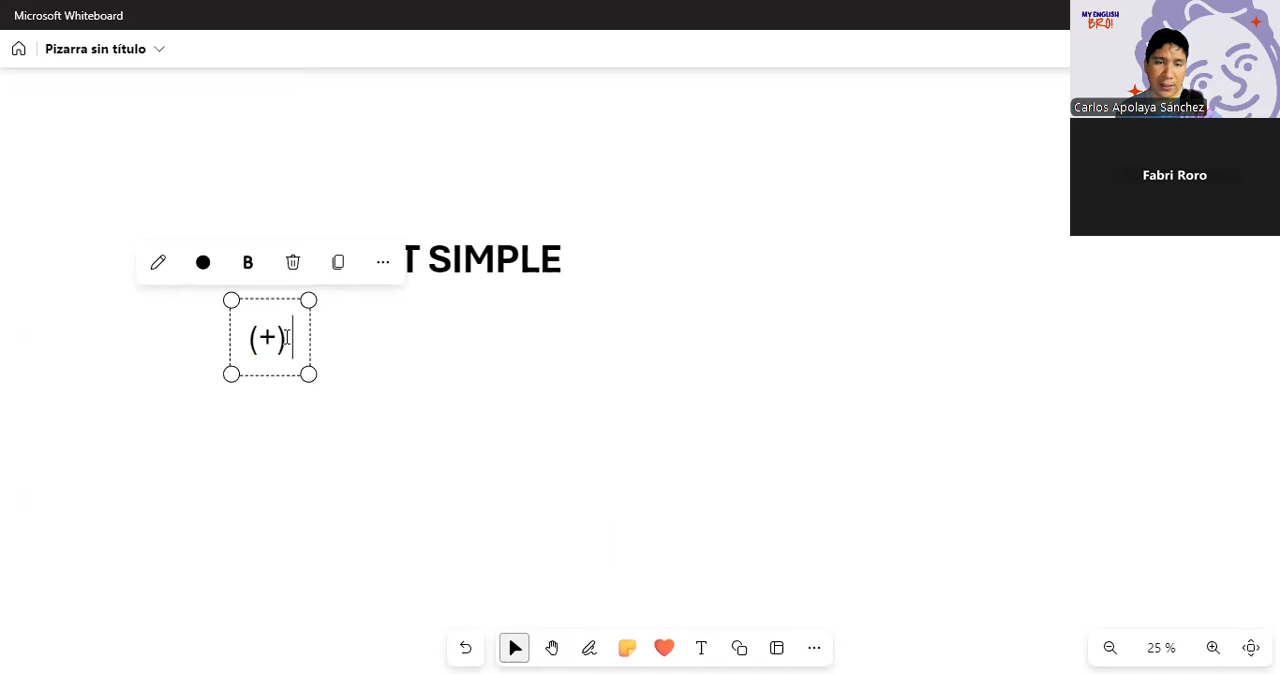 Microsoft Whiteboard
Pizarra sin título
MY ENGLISH
BRO!
Carlos Apolaya Sánchez
Fabri Roro
B
T SIMPLE
(+)
T
25 %